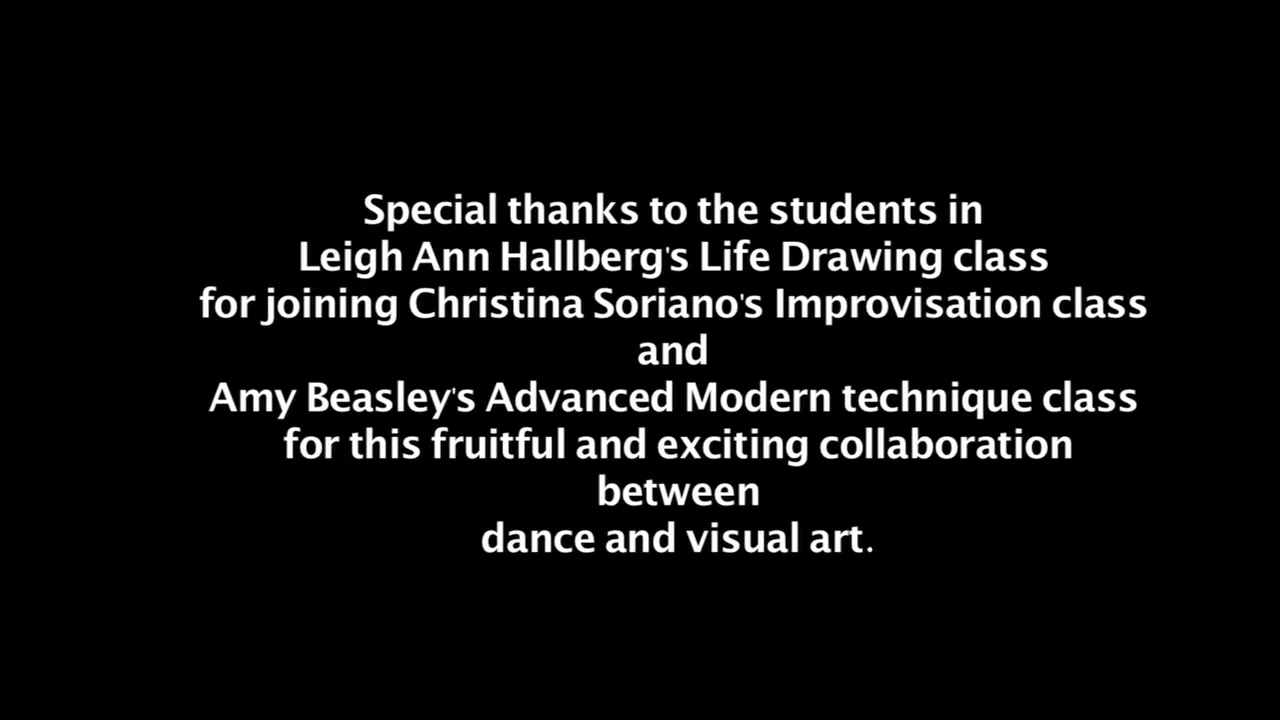 Special thanks to the students in
Leigh Ann Hallberg's Life Drawing class
for joining Christina Soriano's Improvisation class
and
Amy Beasley's Advanced Modern technique class
for this fruitful and exciting collaboration
between
dance and visual art.